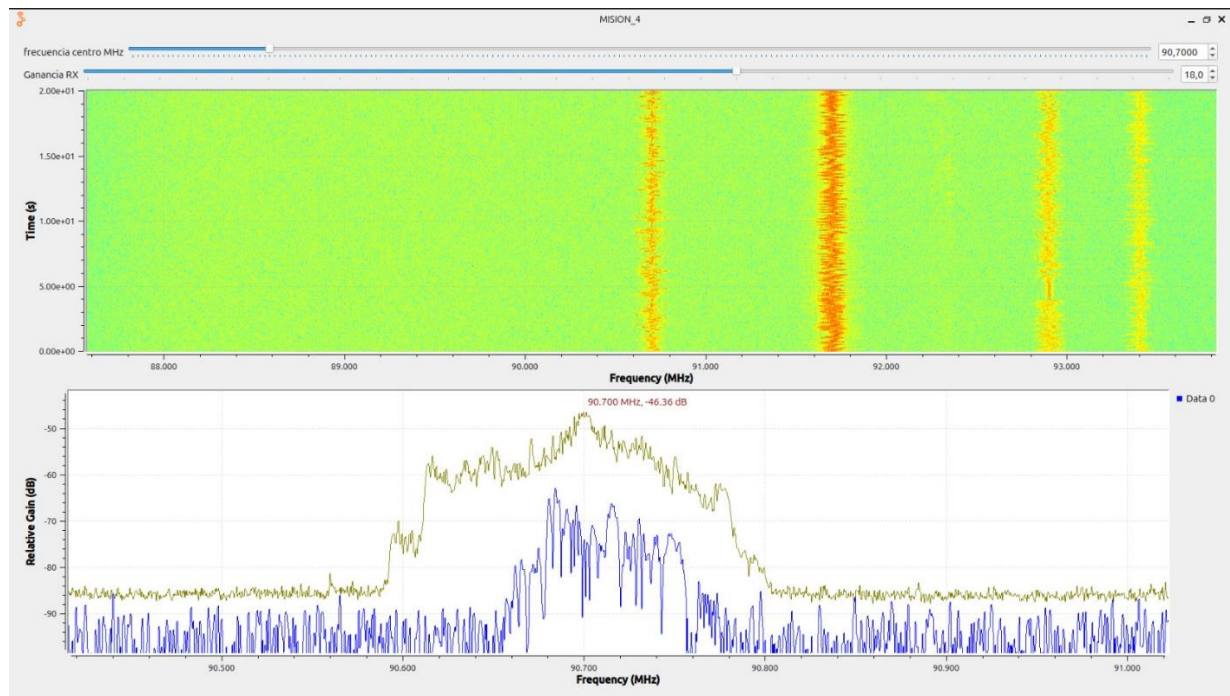 MISION_4
frecuencia centro MHz 90,7000
Ganancia RX 18,0
2.00e+01
1.50e+01
1.00e+01
5.00e+00
0.00e+00
Time (s)
88.000 89.000 90.000 91.000 92.000 93.000
Frequency (MHz)
90.700 MHz, -46.36 dB
Data 0
-50
-60
-70
-80
-90
Relative Gain (dB)
90.500 90.600 90.700 90.800 90.900 91.000
Frequency (MHz)